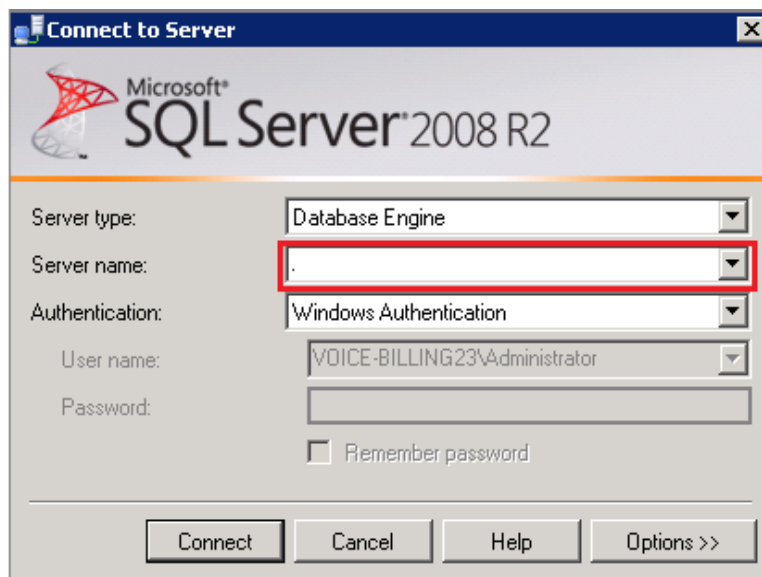 Connect to Server
Microsoft®
SQL Server® 2008 R2
Server type: Database Engine
Server name: .
Authentication: Windows Authentication
User name: VOICE-BILLING23\Administrator
Password:
Remember password
Connect Cancel Help Options >>